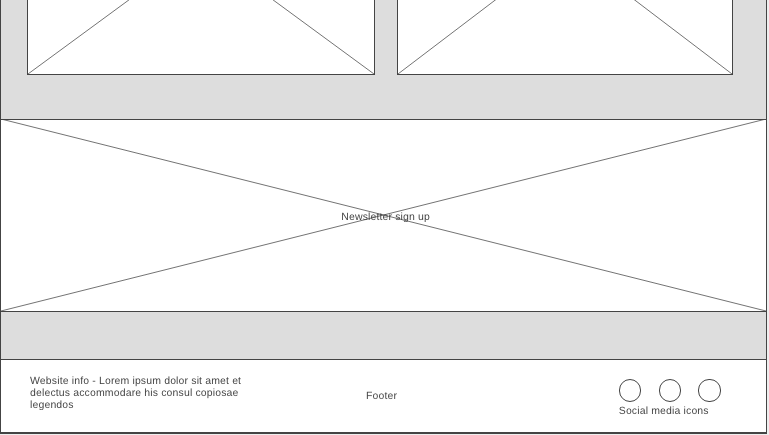 Newsletter sign up
Website info - Lorem ipsum dolor sit amet et
delectus accommodare his consul copiosae
legendos
Footer
Social media icons